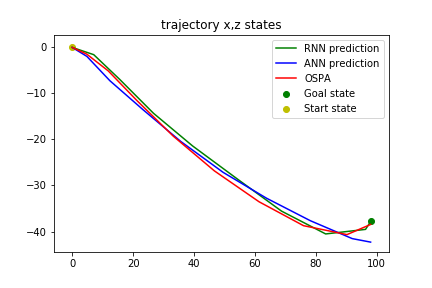 trajectory x,z states
RNN prediction
ANN prediction
OSPA
Goal state
Start state
0
−10
−20
−30
−40
0
20
40
60
80
100